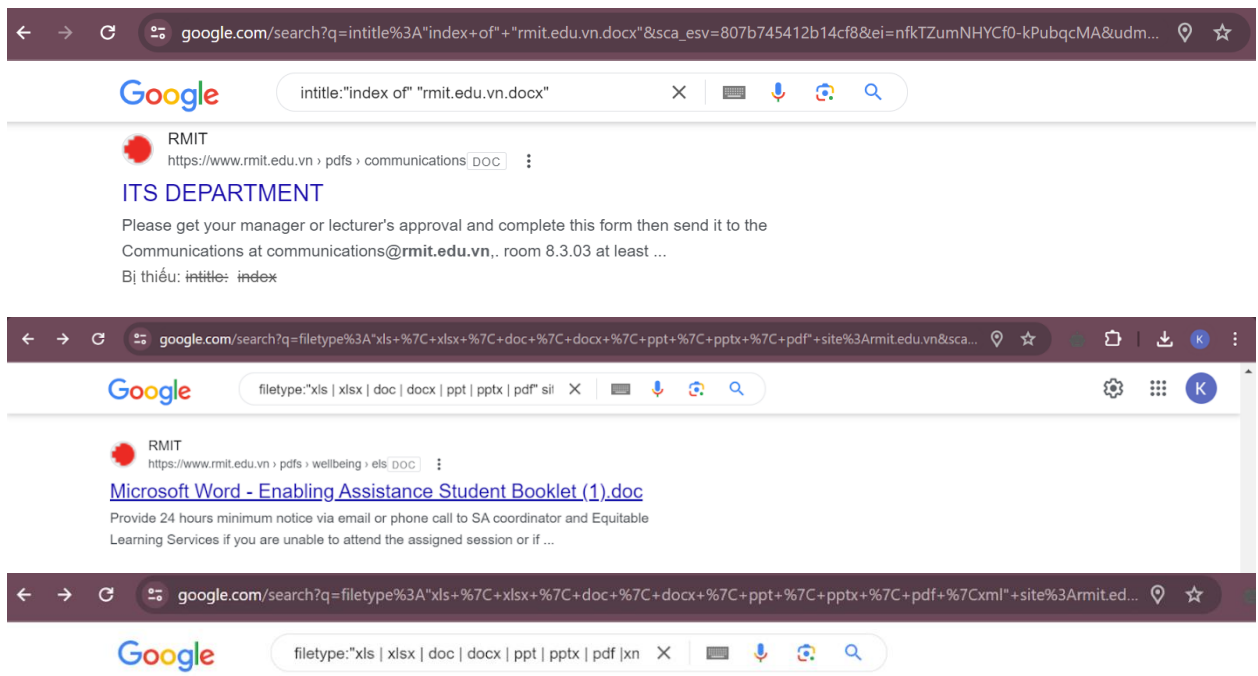 google.com/search?q=intitle%3A"index+of"+"rmit.edu.vn.docx"&sca_esv=807b745412b14cf8&ei=nfkTZumNHYCf0-kPubqcMA&udm...
Google
intitle:"index of" "rmit.edu.vn.docx"
RMIT
https://www.rmit.edu.vn › pdfs › communications DOC
ITS DEPARTMENT
Please get your manager or lecturer's approval and complete this form then send it to the
Communications at communications@rmit.edu.vn,. room 8.3.03 at least ...
Bị thiếu: intitle: index
google.com/search?q=filetype%3A"xls+%7C+xlsx+%7C+doc+%7C+docx+%7C+ppt+%7C+pptx+%7C+pdf"+site%3Armit.edu.vn&sca...
K
Google
filetype:"xls | xlsx | doc | docx | ppt | pptx | pdf" sit
K
RMIT
https://www.rmit.edu.vn › pdfs › wellbeing › els DOC
Microsoft Word - Enabling Assistance Student Booklet (1).doc
Provide 24 hours minimum notice via email or phone call to SA coordinator and Equitable
Learning Services if you are unable to attend the assigned session or if ...
google.com/search?q=filetype%3A"xls+%7C+xlsx+%7C+doc+%7C+docx+%7C+ppt+%7C+pptx+%7C+pdf+%7Cxml"+site%3Armit.ed...
Google
filetype:"xls | xlsx | doc | docx | ppt | pptx | pdf |xn